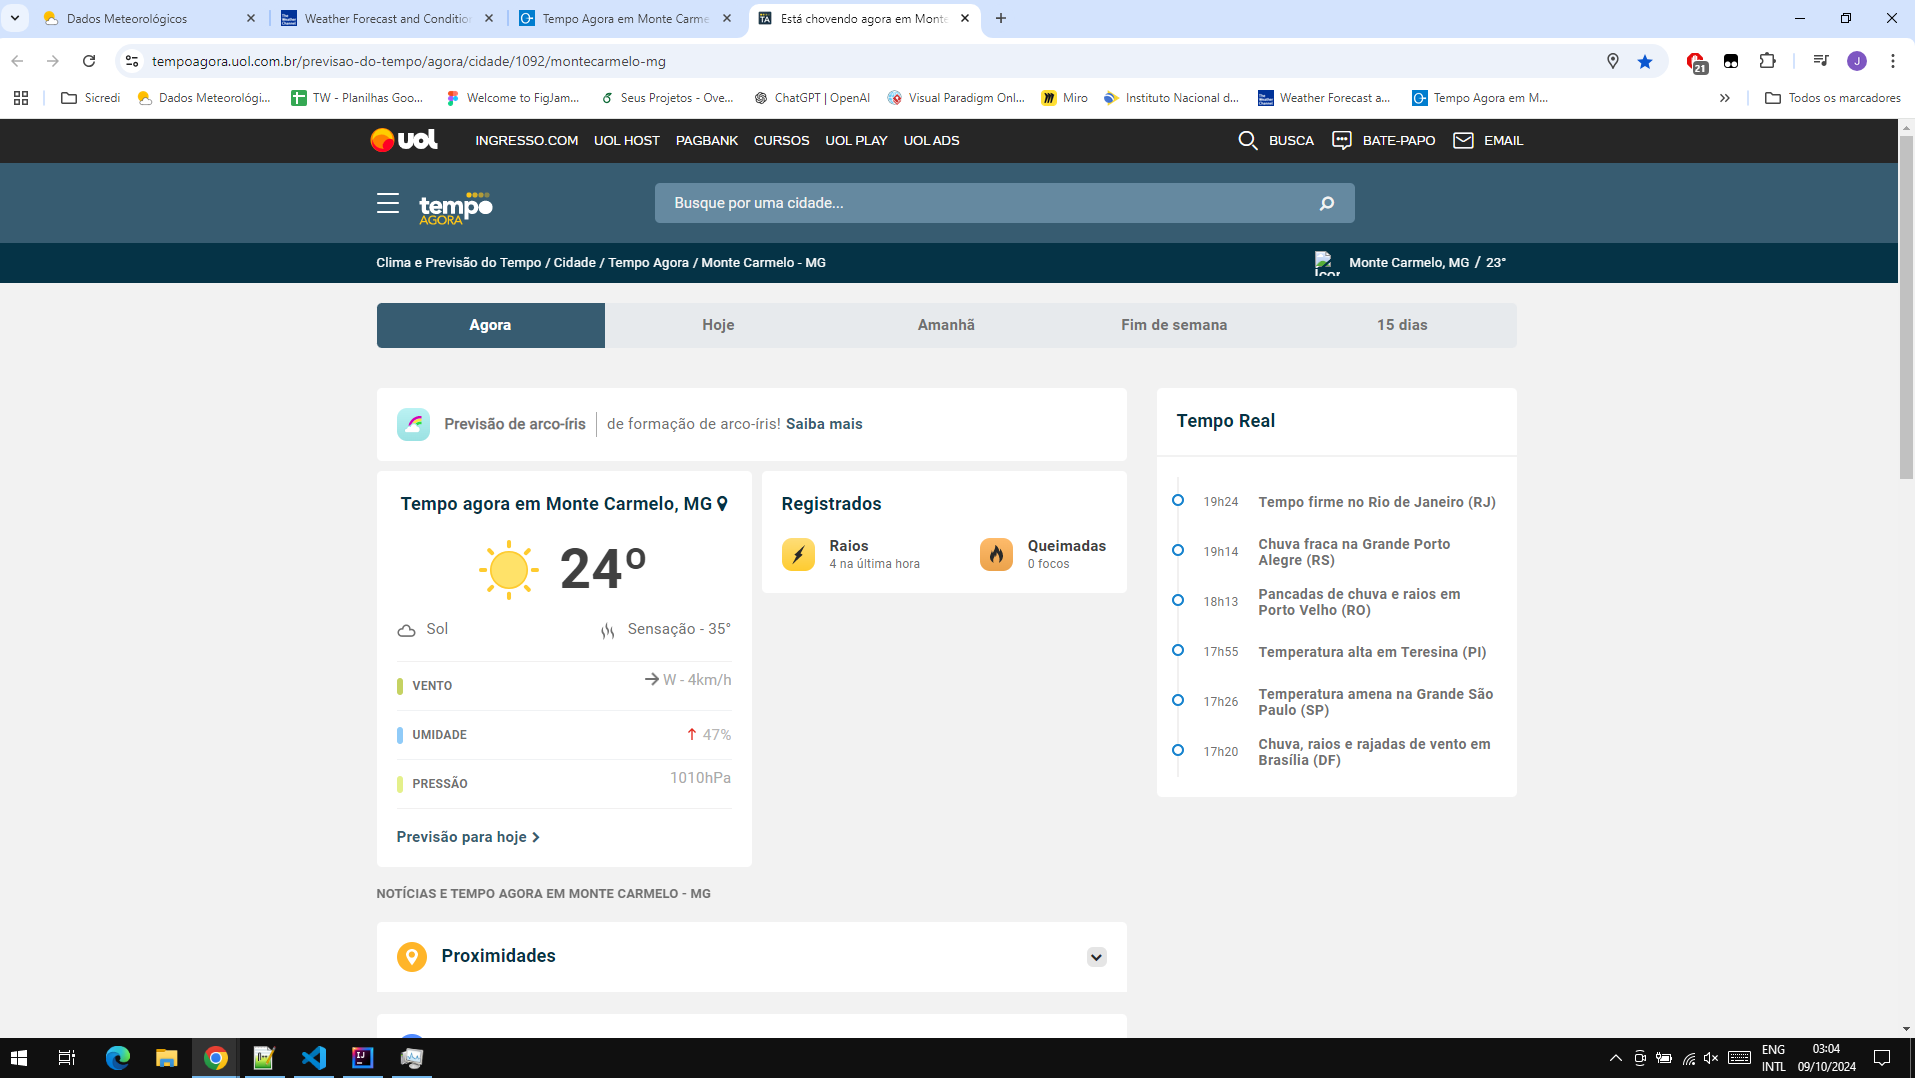 Dados Meteorológicos
Weather Forecast and Conditio
Tempo Agora em Monte Carme
Está chovendo agora em Monte
tempoagora.uol.com.br/previsao-do-tempo/agora/cidade/1092/montecarmelo-mg
21
J
Sicredi
Dados Meteorológi...
TW - Planilhas Goo...
Welcome to FigJam...
Seus Projetos - Ove...
ChatGPT | OpenAI
Visual Paradigm Onl...
Miro
Instituto Nacional d...
Weather Forecast a...
Tempo Agora em M...
Todos os marcadores
uol
INGRESSO.COM
UOL HOST
PAGBANK
CURSOS
UOL PLAY
UOL ADS
BUSCA
BATE-PAPO
EMAIL
tempo
AGORA
Busque por uma cidade...
Clima e Previsão do Tempo / Cidade / Tempo Agora / Monte Carmelo - MG
Monte Carmelo, MG / 23°
Agora
Hoje
Amanhã
Fim de semana
15 dias
Previsão de arco-íris
de formação de arco-íris! Saiba mais
Tempo agora em Monte Carmelo, MG
24º
Sol
Sensação - 35°
VENTO
W - 4km/h
UMIDADE
47%
PRESSÃO
1010hPa
Previsão para hoje
Registrados
Raios
4 na última hora
Queimadas
0 focos
Tempo Real
19h24
Tempo firme no Rio de Janeiro (RJ)
19h14
Chuva fraca na Grande Porto
Alegre (RS)
18h13
Pancadas de chuva e raios em
Porto Velho (RO)
17h55
Temperatura alta em Teresina (PI)
17h26
Temperatura amena na Grande São
Paulo (SP)
17h20
Chuva, raios e rajadas de vento em
Brasília (DF)
NOTÍCIAS E TEMPO AGORA EM MONTE CARMELO - MG
Proximidades
ENG
INTL
03:04
09/10/2024